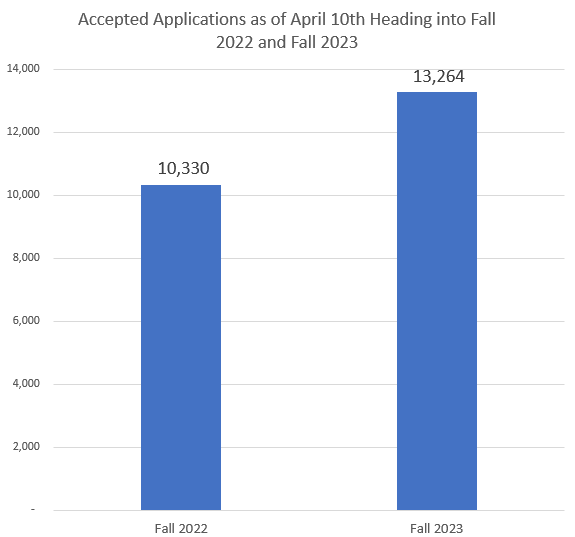 Accepted Applications as of April 10th Heading into Fall
2022 and Fall 2023
14,000
13,264
12,000
10,330
10,000
8,000
6,000
4,000
2,000
-
Fall 2022
Fall 2023